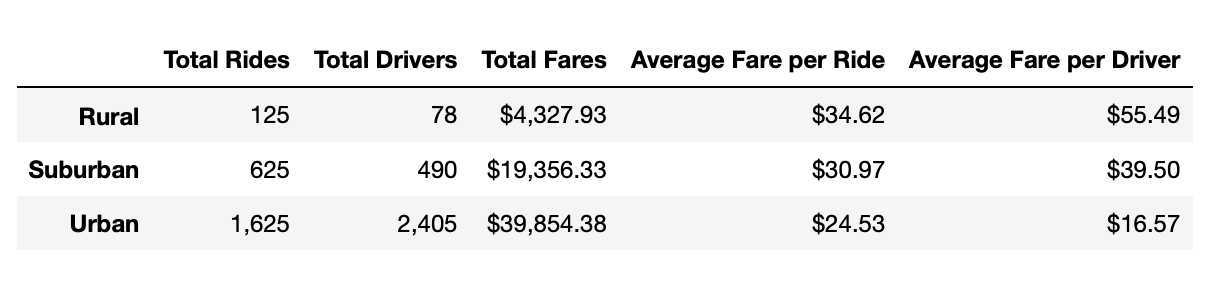 Total Rides Total Drivers Total Fares Average Fare per Ride Average Fare per Driver
Rural 125 78 $4,327.93 $34.62 $55.49
Suburban 625 490 $19,356.33 $30.97 $39.50
Urban 1,625 2,405 $39,854.38 $24.53 $16.57